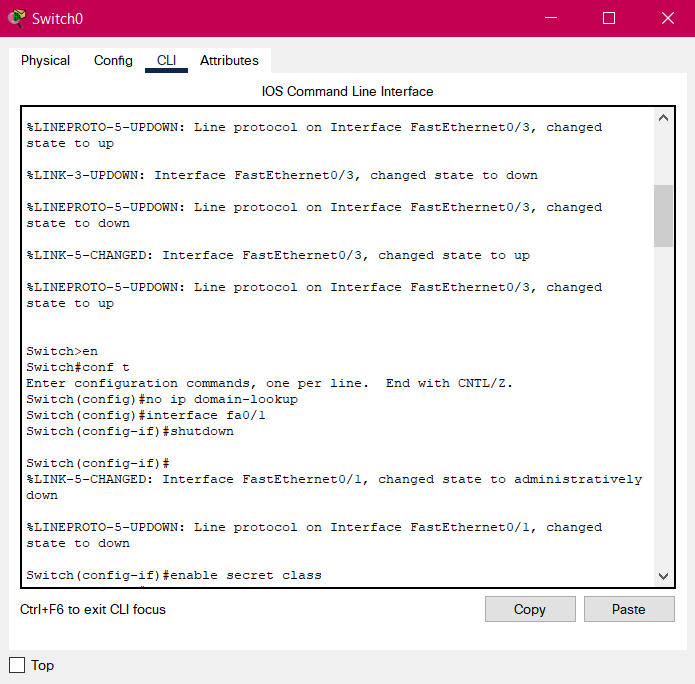 Switch0
Physical Config CLI Attributes
IOS Command Line Interface
%LINEPROTO-5-UPDOWN: Line protocol on Interface FastEthernet0/3, changed
state to up
%LINK-3-UPDOWN: Interface FastEthernet0/3, changed state to down
%LINEPROTO-5-UPDOWN: Line protocol on Interface FastEthernet0/3, changed
state to down
%LINK-5-CHANGED: Interface FastEthernet0/3, changed state to up
%LINEPROTO-5-UPDOWN: Line protocol on Interface FastEthernet0/3, changed
state to up
Switch>en
Switch#conf t
Enter configuration commands, one per line.  End with CNTL/Z.
Switch(config)#no ip domain-lookup
Switch(config)#interface fa0/1
Switch(config-if)#shutdown
Switch(config-if)#
%LINK-5-CHANGED: Interface FastEthernet0/1, changed state to administratively
down
%LINEPROTO-5-UPDOWN: Line protocol on Interface FastEthernet0/1, changed
state to down
Switch(config-if)#enable secret class
Ctrl+F6 to exit CLI focus
Copy Paste
Top